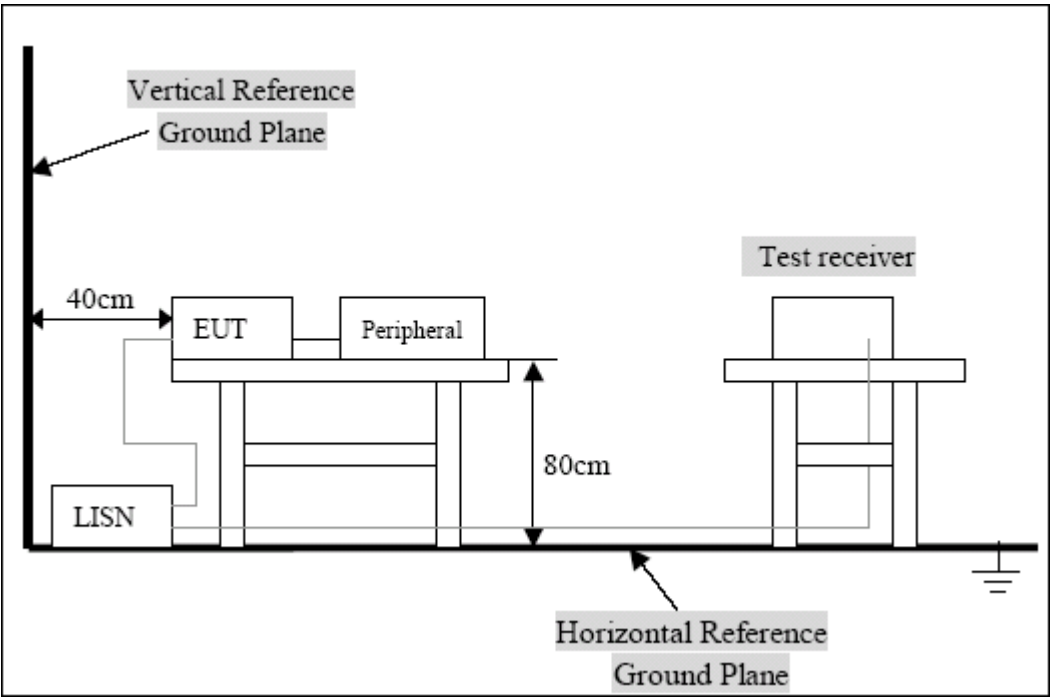 Vertical Reference
Ground Plane
Test receiver
40cm
EUT
Peripheral
80cm
LISN
Horizontal Reference
Ground Plane